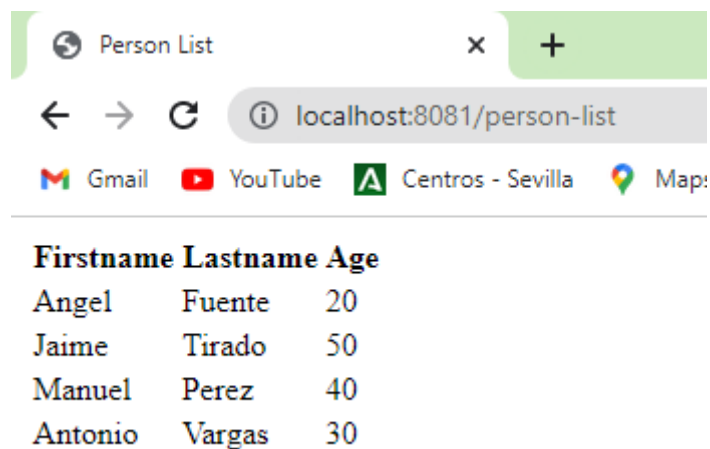 Person List
localhost:8081/person-list
Gmail YouTube Centros - Sevilla Maps
Firstname Lastname Age
Angel Fuente 20
Jaime Tirado 50
Manuel Perez 40
Antonio Vargas 30